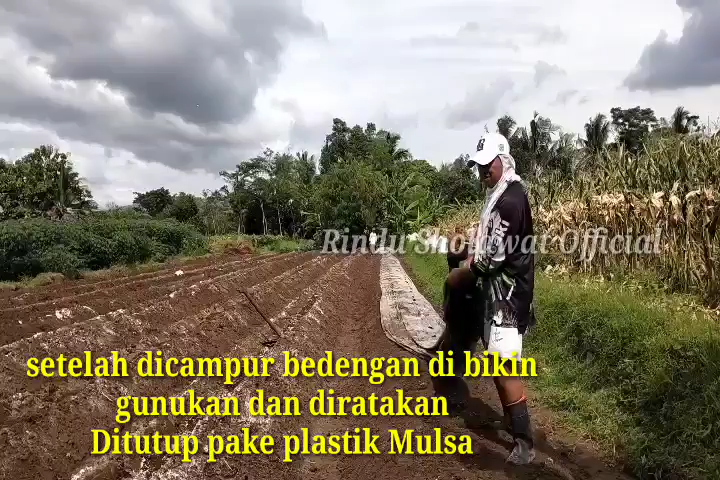 Rindu Sholawat Official
setelah dicampur bedengan di bikin
gunukan dan diratakan
Ditutup pake plastik Mulsa